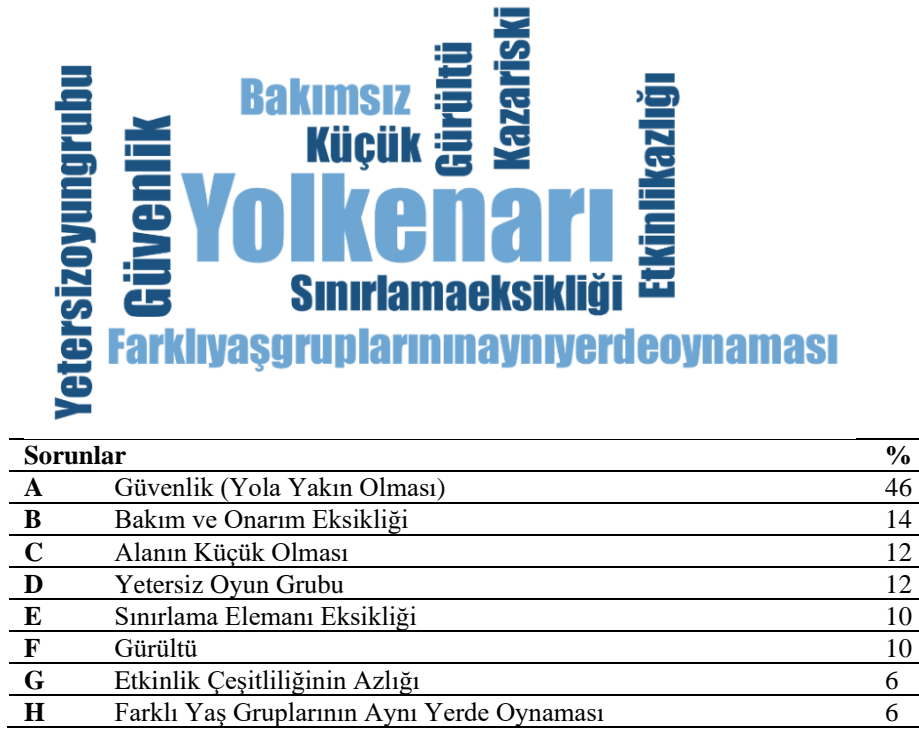 Yetersizoyungrubu
Güvenlik
Bakımsız
Küçük
Gürültü
Kazariski
Yolkenarı
Etkinlikazlığı
Sınırlamaeksikliği
Farklıyaşgruplarınınaynıyerdeoynaması
Sorunlar %
A Güvenlik (Yola Yakın Olması) 46
B Bakım ve Onarım Eksikliği 14
C Alanın Küçük Olması 12
D Yetersiz Oyun Grubu 12
E Sınırlama Elemanı Eksikliği 10
F Gürültü 10
G Etkinlik Çeşitliliğinin Azlığı 6
H Farklı Yaş Gruplarının Aynı Yerde Oynaması 6